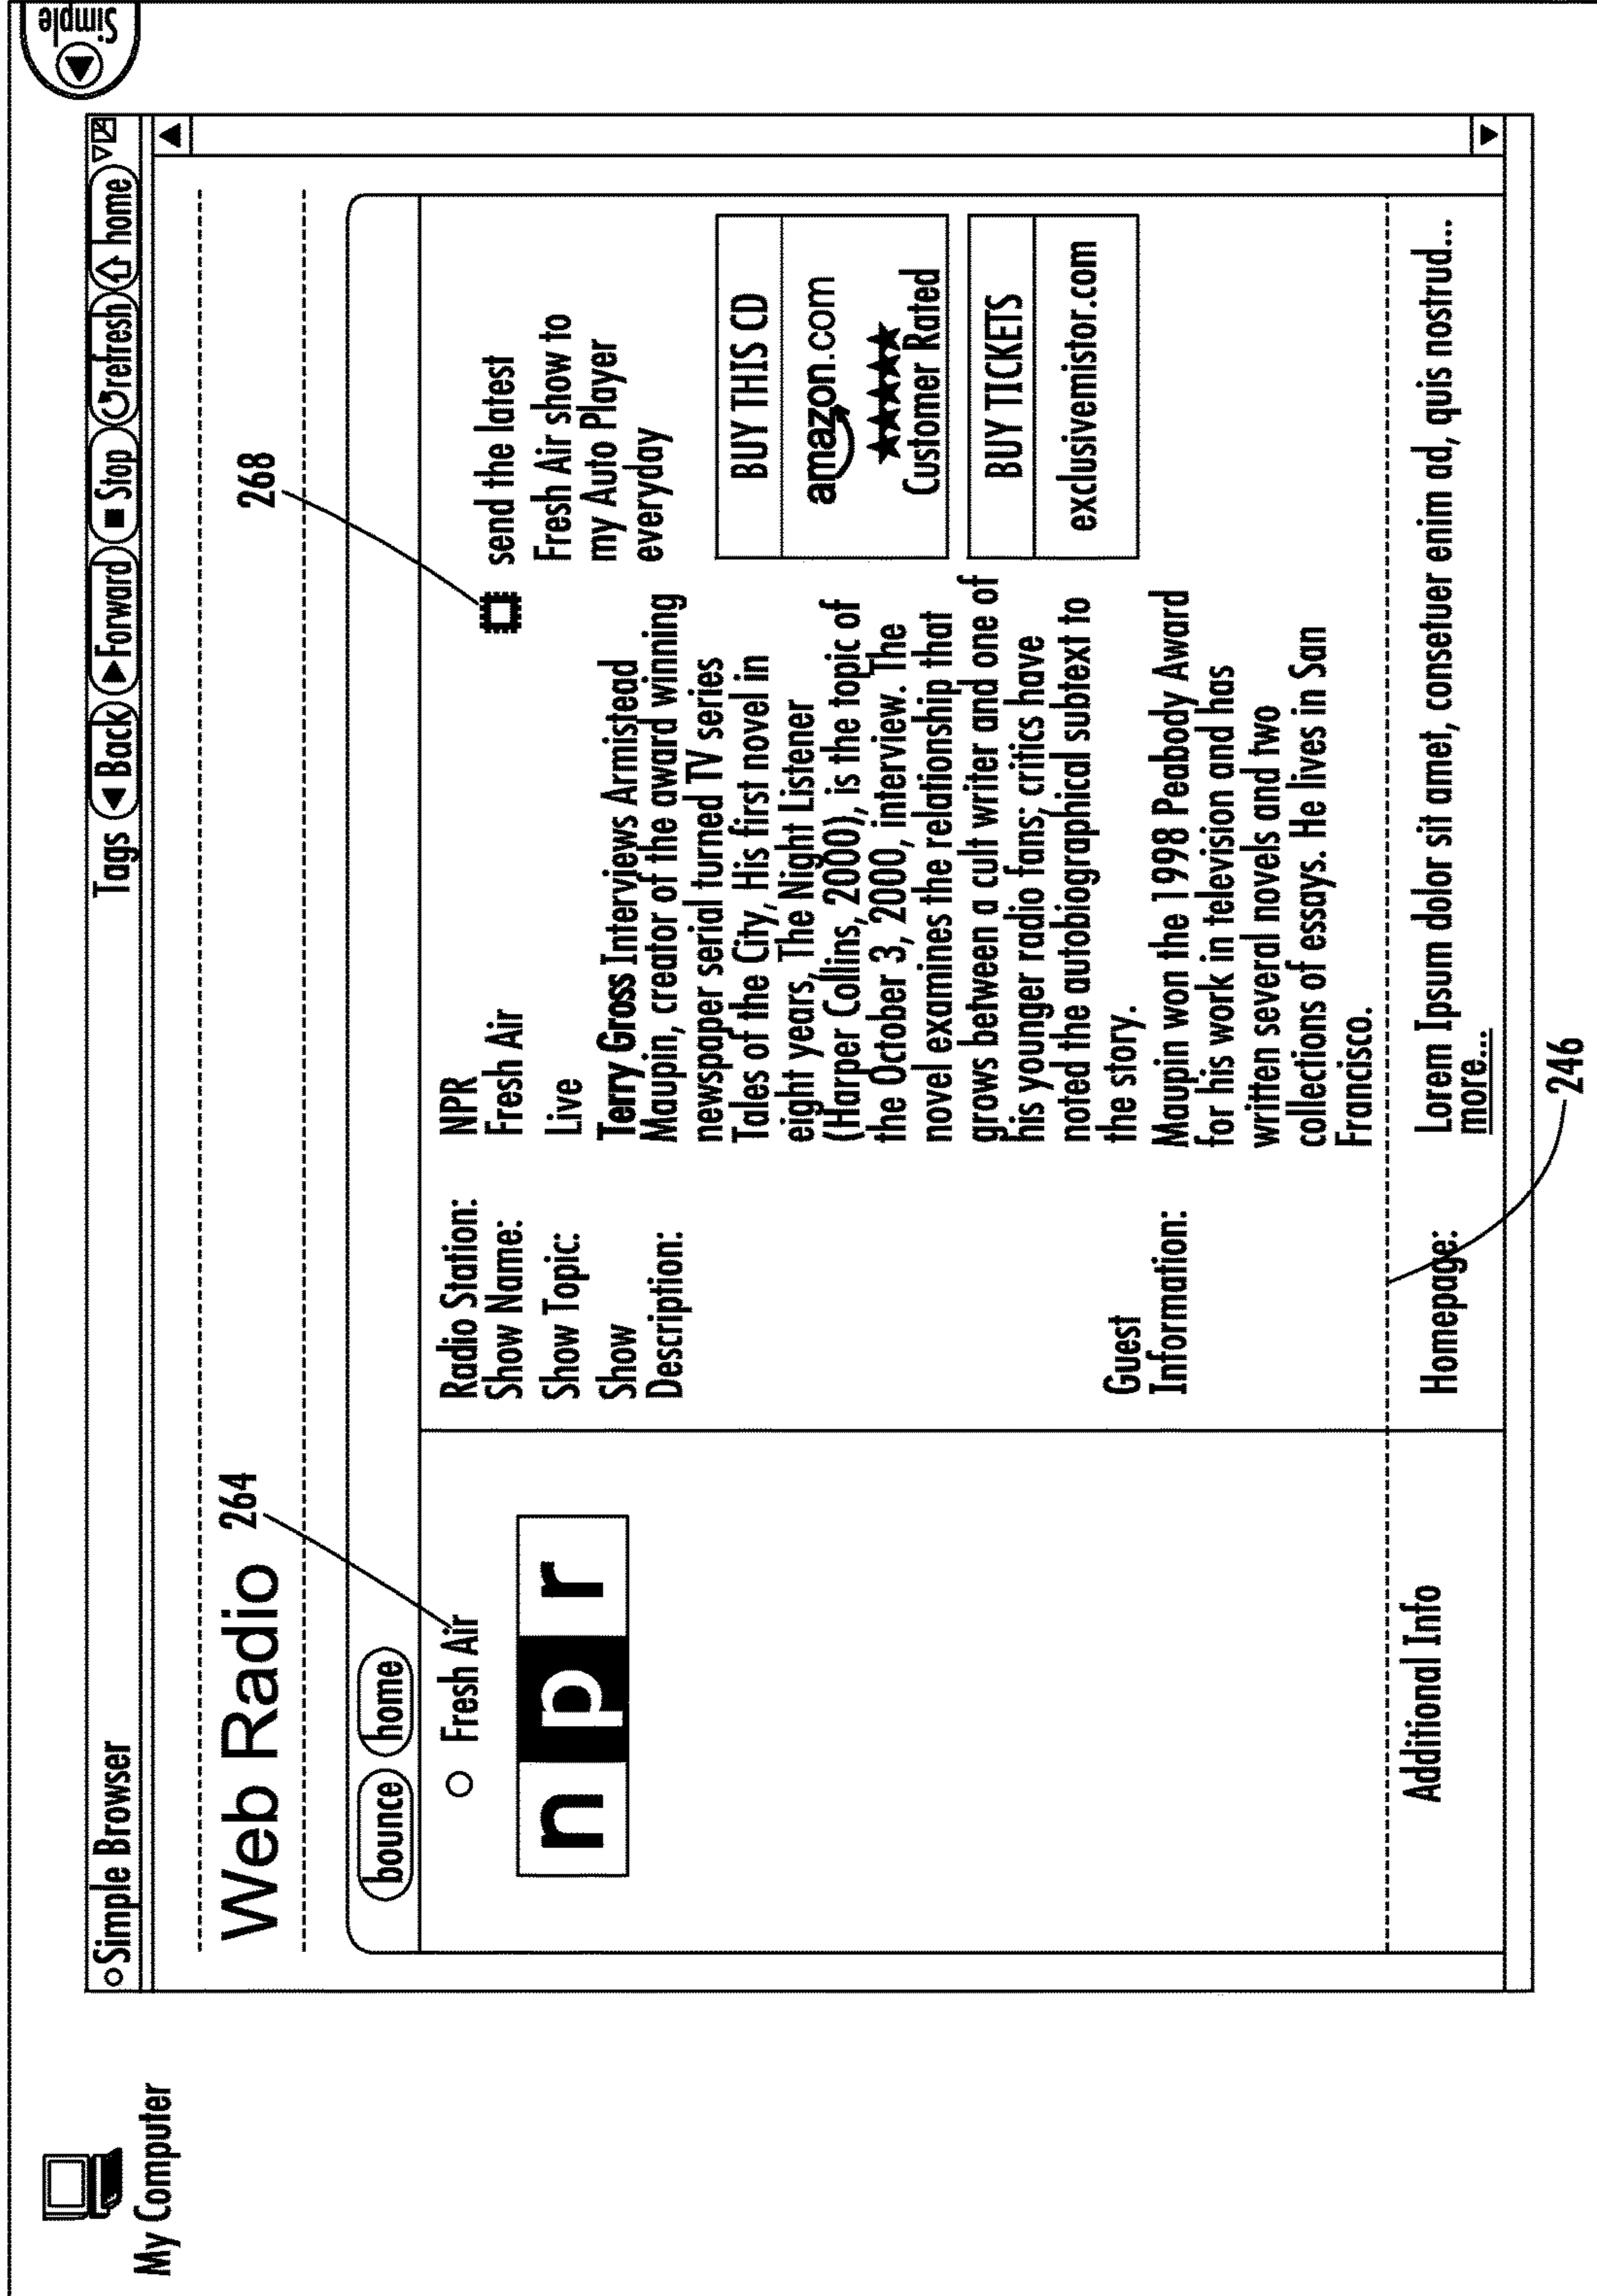 Simple
My Computer
Simple Browser
Tags Back Forward Stop refresh home
Web Radio 264
268
bounce home
Fresh Air
n p r
Radio Station: NPR
Show Name: Fresh Air
Show Topic: Live
Show
Description:
Terry Gross Interviews Armistead
Maupin, creator of the award winning
newspaper serial turned TV series
Tales of the City, His first novel in
eight years, The Night Listener
(Harper Collins, 2000), is the topic of
the October 3, 2000, interview. The
novel examines the relationship that
grows between a cult writer and one of
his younger radio fans; critics have
noted the autobiographical subtext to
the story.
Guest
Information:
Maupin won the 1998 Peabody Award
for his work in television and has
written several novels and two
collections of essays. He lives in San
Francisco.
send the latest
Fresh Air show to
my Auto Player
everyday
BUY THIS CD
amazon.com
Customer Rated
BUY TICKETS
exclusivemistor.com
Additional Info
Homepage:
Lorem Ipsum dolor sit amet, consetuer enim ad, quis nostrud...
more...
246